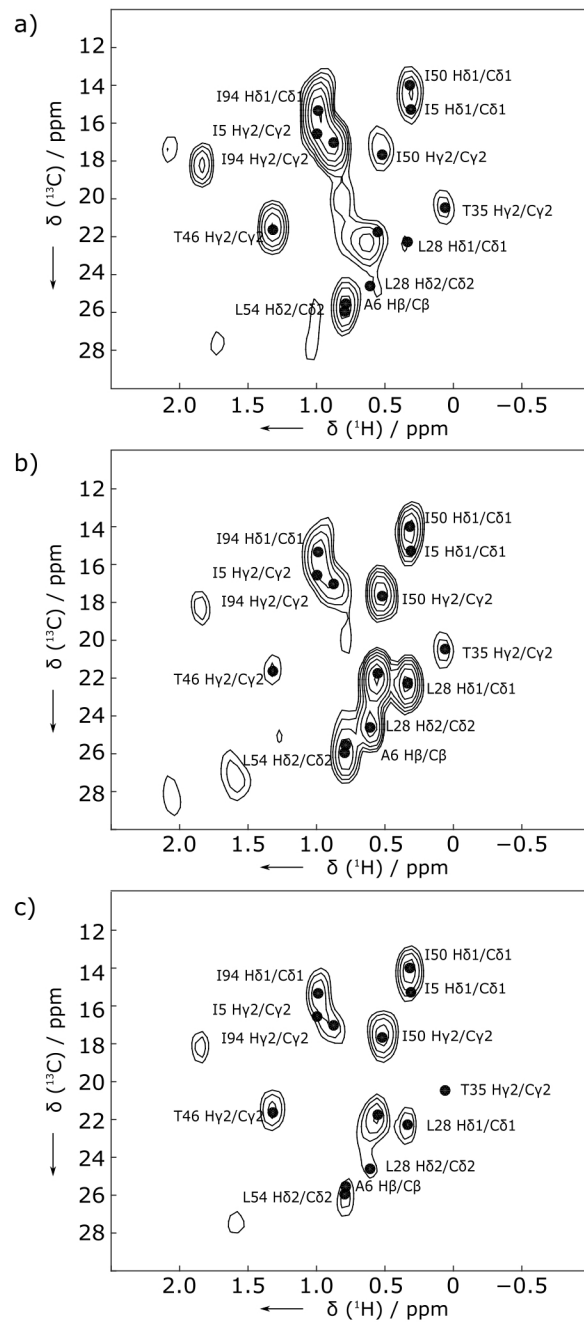 a)
12
14
16
18
20
22
24
26
28
δ (¹³C) / ppm
I94 Hδ1/Cδ1
I50 Hδ1/Cδ1
I5 Hδ1/Cδ1
I5 Hγ2/Cγ2
I94 Hγ2/Cγ2
I50 Hγ2/Cγ2
T35 Hγ2/Cγ2
T46 Hγ2/Cγ2
L28 Hδ1/Cδ1
L28 Hδ2/Cδ2
L54 Hδ2/Cδ2
A6 Hβ/Cβ
2.0 1.5 1.0 0.5 0 −0.5
δ (¹H) / ppm
b)
12
14
16
18
20
22
24
26
28
δ (¹³C) / ppm
I94 Hδ1/Cδ1
I50 Hδ1/Cδ1
I5 Hδ1/Cδ1
I5 Hγ2/Cγ2
I94 Hγ2/Cγ2
I50 Hγ2/Cγ2
T35 Hγ2/Cγ2
T46 Hγ2/Cγ2
L28 Hδ1/Cδ1
L28 Hδ2/Cδ2
L54 Hδ2/Cδ2
A6 Hβ/Cβ
2.0 1.5 1.0 0.5 0 −0.5
δ (¹H) / ppm
c)
12
14
16
18
20
22
24
26
28
δ (¹³C) / ppm
I94 Hδ1/Cδ1
I50 Hδ1/Cδ1
I5 Hδ1/Cδ1
I5 Hγ2/Cγ2
I94 Hγ2/Cγ2
I50 Hγ2/Cγ2
T35 Hγ2/Cγ2
T46 Hγ2/Cγ2
L28 Hδ1/Cδ1
L28 Hδ2/Cδ2
A6 Hβ/Cβ
L54 Hδ2/Cδ2
2.0 1.5 1.0 0.5 0 −0.5
δ (¹H) / ppm